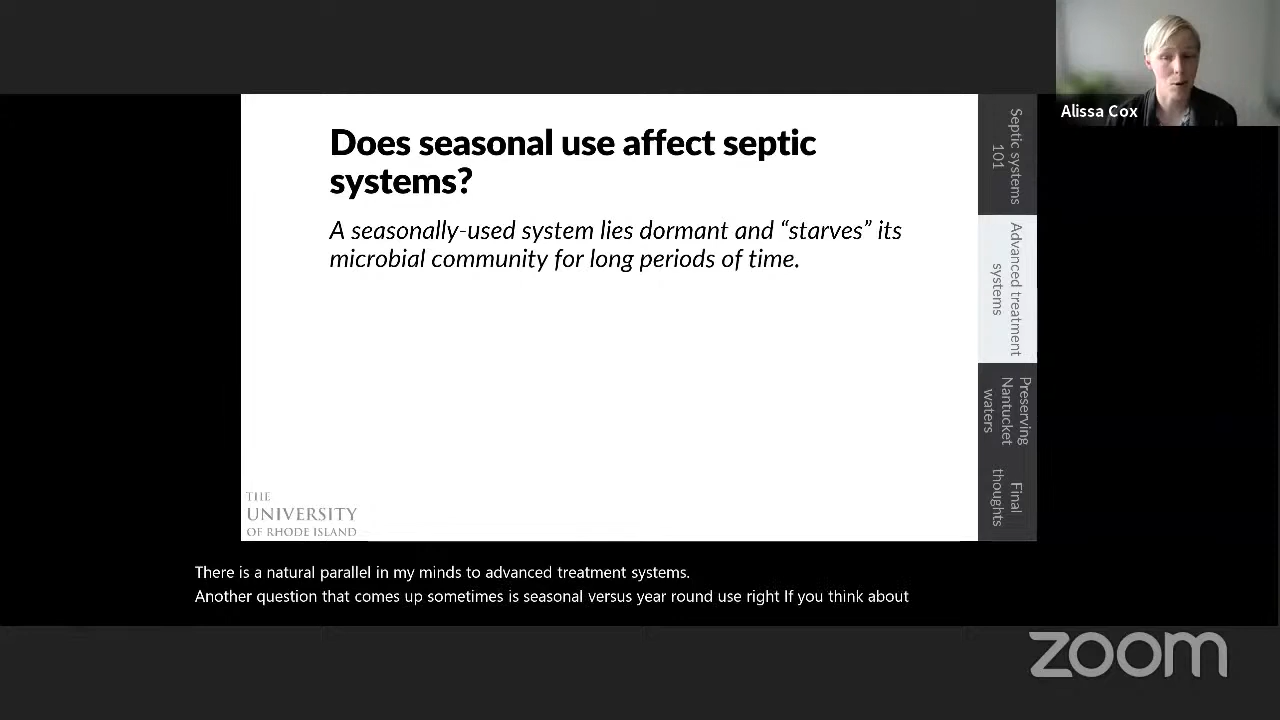 Alissa Cox
Does seasonal use affect septic
systems?
A seasonally-used system lies dormant and “starves” its
microbial community for long periods of time.
Septic systems
101
Advanced treatment
systems
Preserving
Nantucket
waters
Final
thoughts
THE
UNIVERSITY
OF RHODE ISLAND
There is a natural parallel in my minds to advanced treatment systems.
Another question that comes up sometimes is seasonal versus year round use right If you think about
zoom